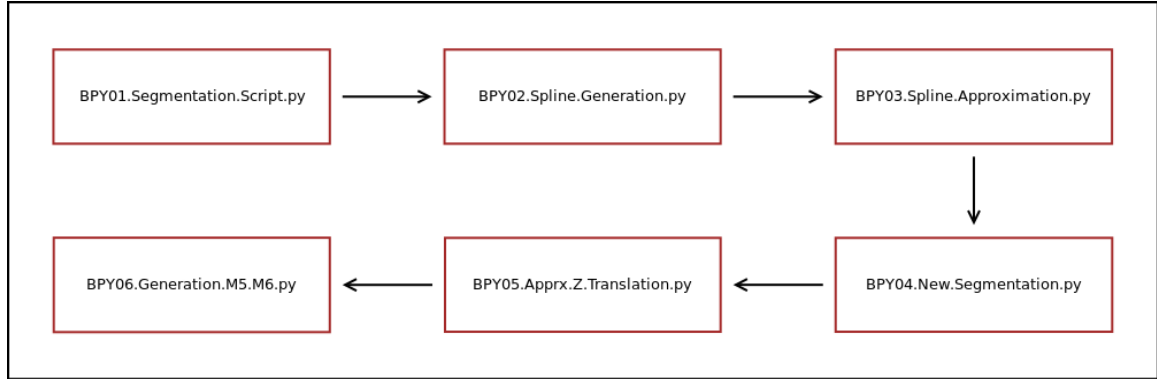 BPY01.Segmentation.Script.py
BPY02.Spline.Generation.py
BPY03.Spline.Approximation.py
BPY04.New.Segmentation.py
BPY05.Apprx.Z.Translation.py
BPY06.Generation.M5.M6.py